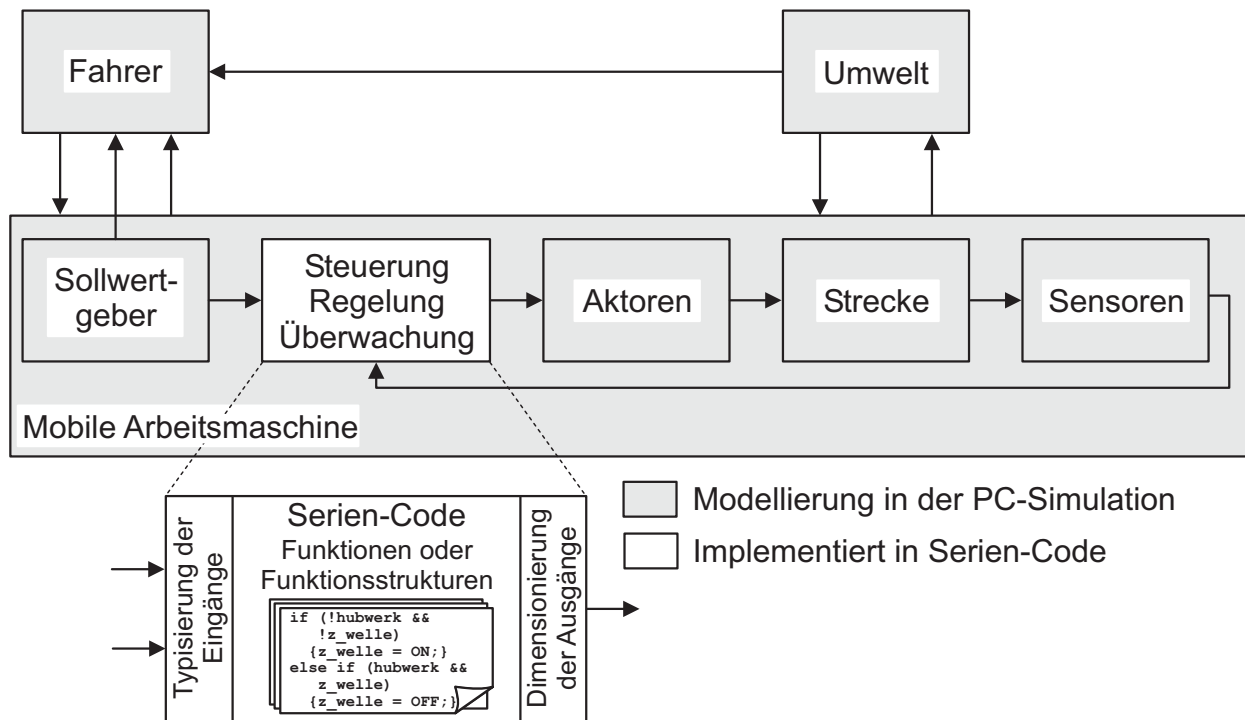 Fahrer
Umwelt
Sollwert-
geber
Steuerung
Regelung
Überwachung
Aktoren
Strecke
Sensoren
Mobile Arbeitsmaschine
Typisierung der
Eingänge
Serien-Code
Funktionen oder
Funktionsstrukturen
if (!hubwerk &&
!z_welle)
{z_welle = ON;}
else if (hubwerk &&
z_welle)
{z_welle = OFF;}
Dimensionierung
der Ausgänge
Modellierung in der PC-Simulation
Implementiert in Serien-Code